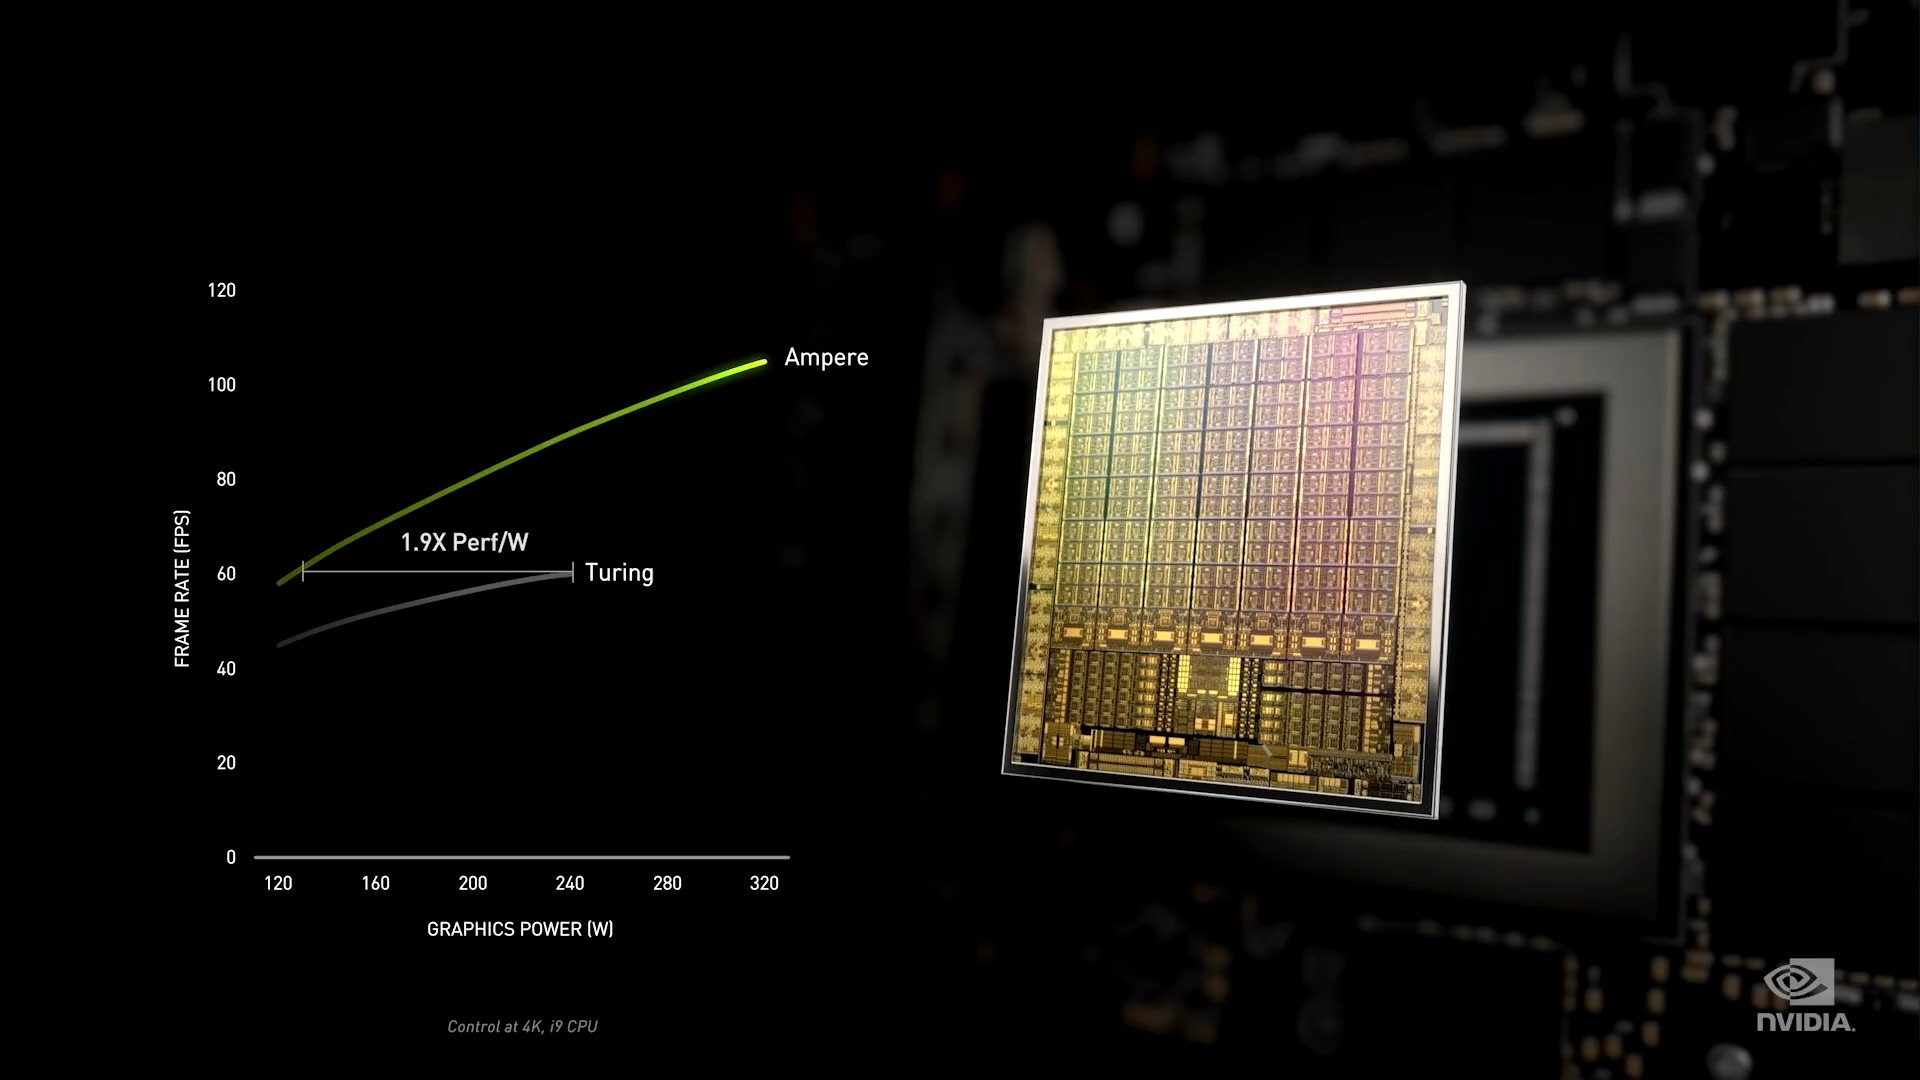 120
100
80
60
40
20
0
FRAME RATE (FPS)
Ampere
1.9X Perf/W
Turing
120 160 200 240 280 320
GRAPHICS POWER (W)
Control at 4K, i9 CPU
NVIDIA.